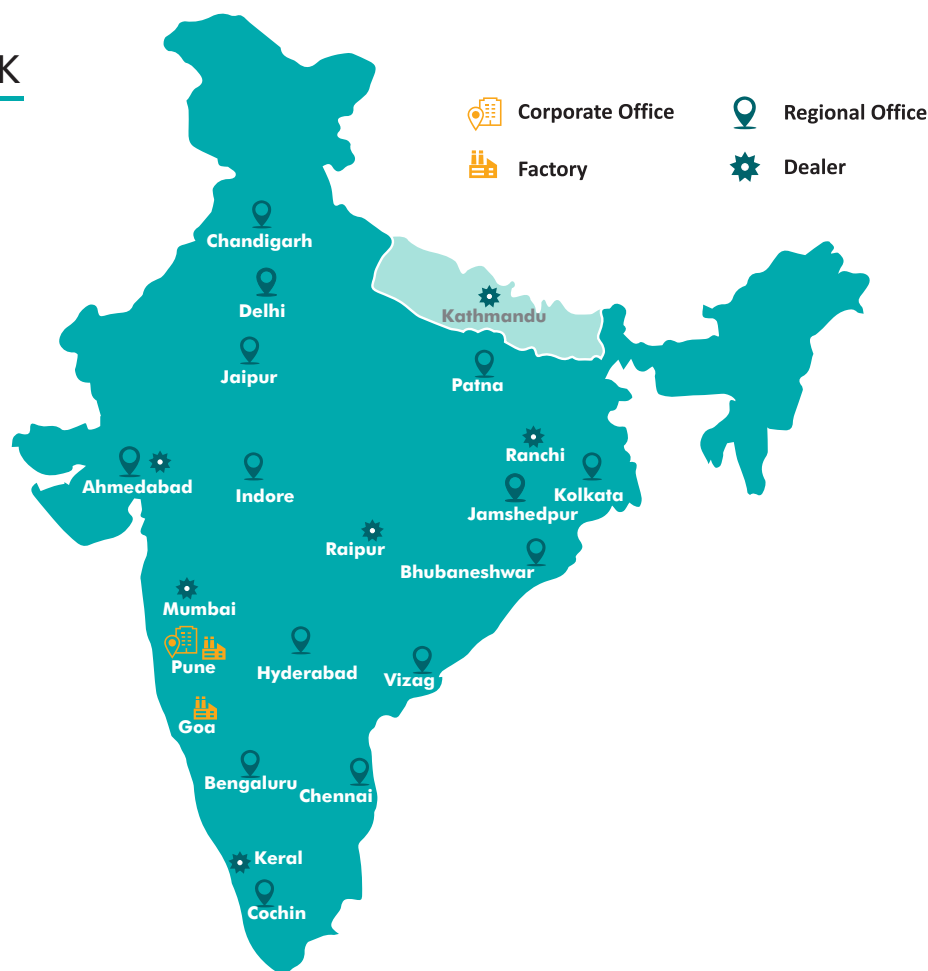 K
Corporate Office
Regional Office
Factory
Dealer
Chandigarh
Delhi
Kathmandu
Jaipur
Patna
Ranchi
Ahmedabad
Indore
Kolkata
Jamshedpur
Raipur
Bhubaneshwar
Mumbai
Pune
Hyderabad
Vizag
Goa
Bengaluru
Chennai
Keral
Cochin